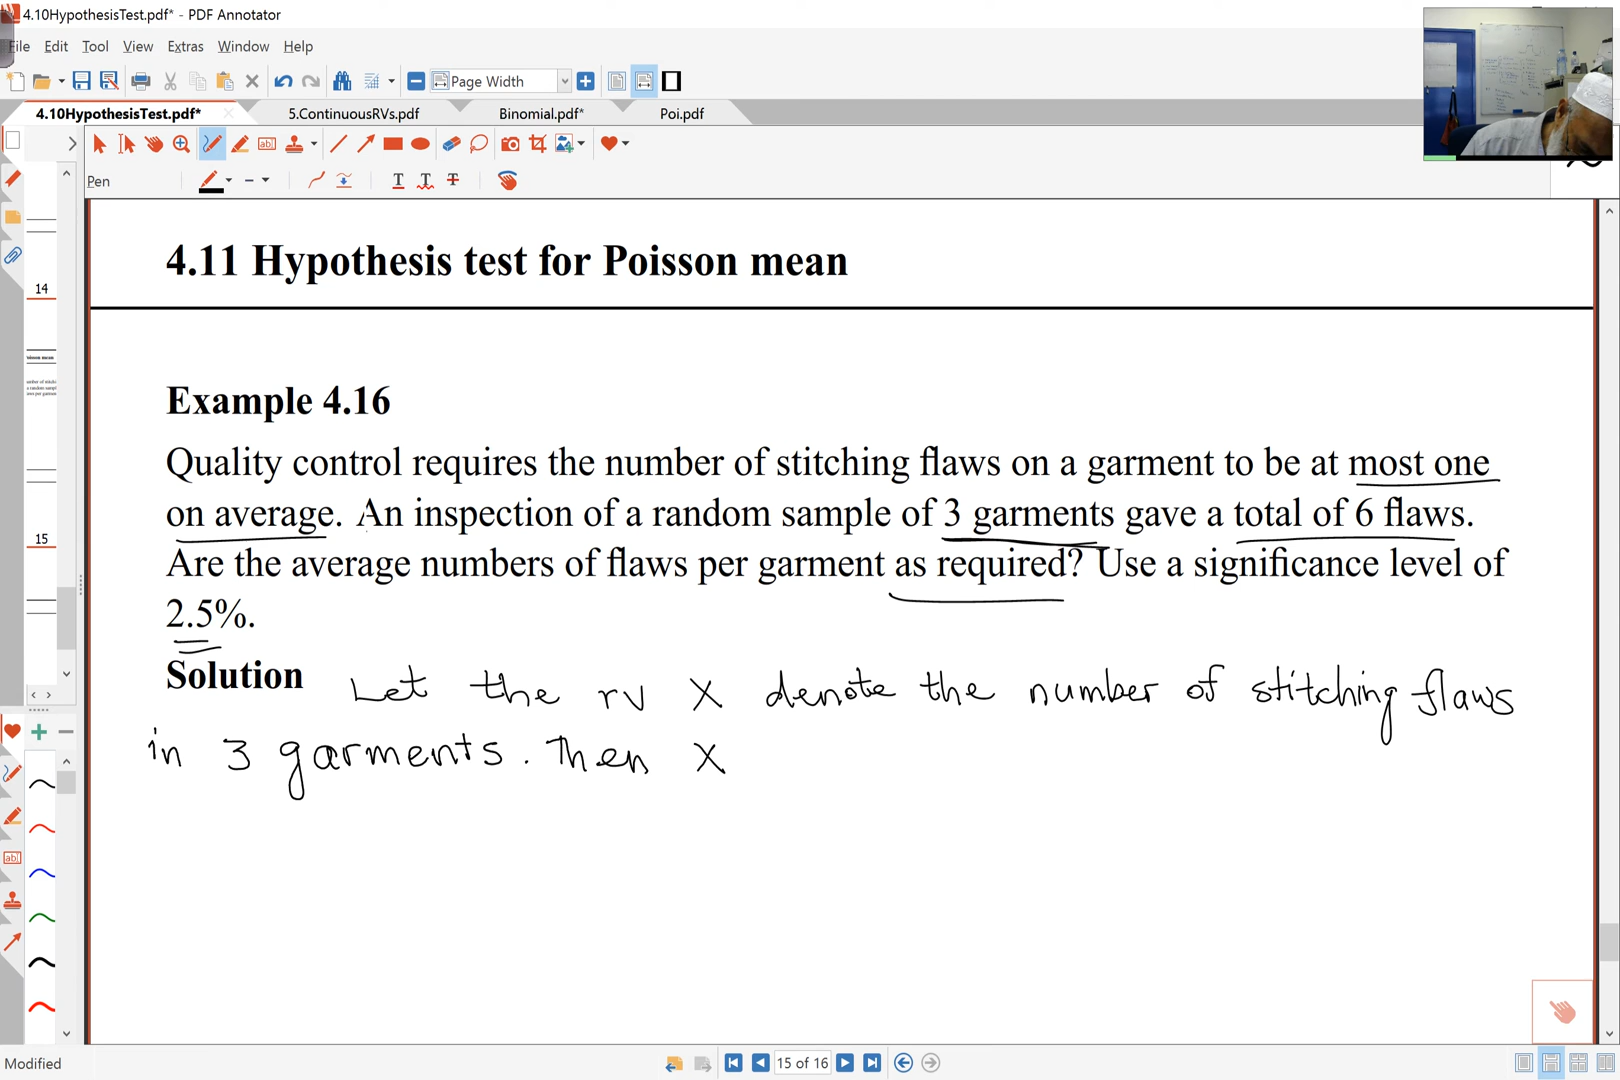 4.10HypothesisTest.pdf* - PDF Annotator
File Edit Tool View Extras Window Help
Page Width
4.10HypothesisTest.pdf* 5.ContinuousRVs.pdf Binomial.pdf* Poi.pdf
Pen
14
15
4.11 Hypothesis test for Poisson mean
Example 4.16
Quality control requires the number of stitching flaws on a garment to be at most one
on average. An inspection of a random sample of 3 garments gave a total of 6 flaws.
Are the average numbers of flaws per garment as required? Use a significance level of
2.5%.
Solution Let the rv X denote the number of stitching flaws
in 3 garments. Then X
Modified
15 of 16